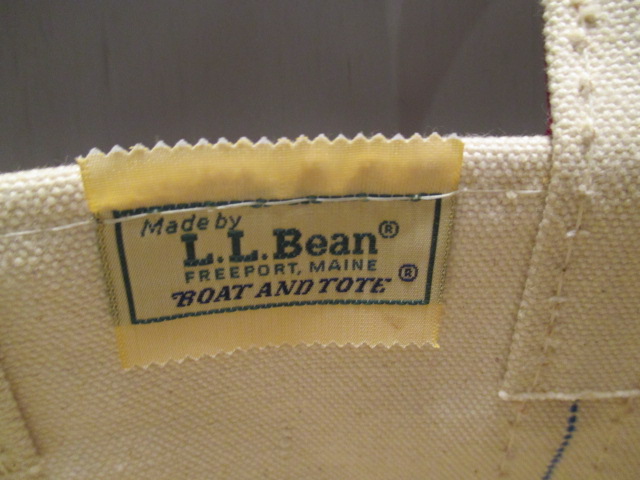 Made by
L.L.Bean®
FREEPORT, MAINE
BOAT AND TOTE®